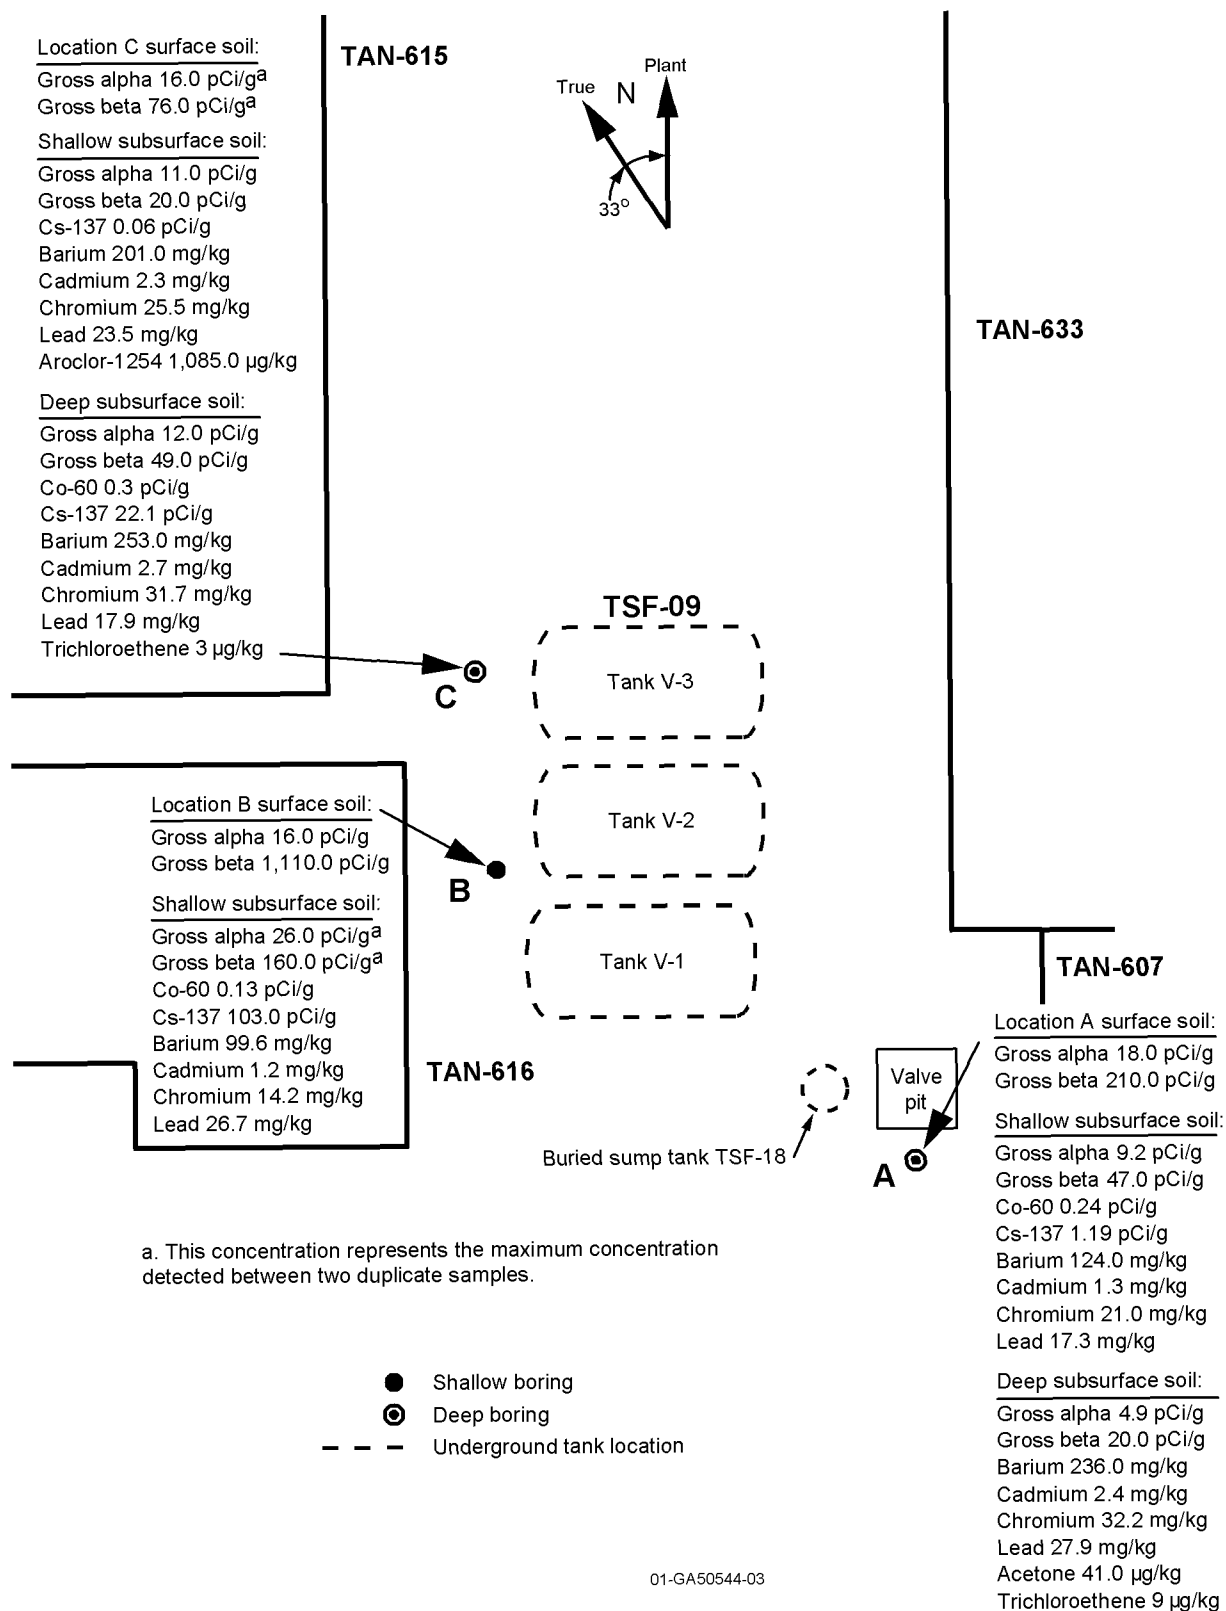 Location C surface soil:
Gross alpha 16.0 pCi/gª
Gross beta 76.0 pCi/gª
Shallow subsurface soil:
Gross alpha 11.0 pCi/g
Gross beta 20.0 pCi/g
Cs-137 0.06 pCi/g
Barium 201.0 mg/kg
Cadmium 2.3 mg/kg
Chromium 25.5 mg/kg
Lead 23.5 mg/kg
Aroclor-1254 1,085.0 µg/kg
Deep subsurface soil:
Gross alpha 12.0 pCi/g
Gross beta 49.0 pCi/g
Co-60 0.3 pCi/g
Cs-137 22.1 pCi/g
Barium 253.0 mg/kg
Cadmium 2.7 mg/kg
Chromium 31.7 mg/kg
Lead 17.9 mg/kg
Trichloroethene 3 µg/kg
TAN-615
True
N
Plant
33°
TAN-633
TSF-09
Tank V-3
C
Tank V-2
B
Tank V-1
Location B surface soil:
Gross alpha 16.0 pCi/g
Gross beta 1,110.0 pCi/g
Shallow subsurface soil:
Gross alpha 26.0 pCi/gª
Gross beta 160.0 pCi/gª
Co-60 0.13 pCi/g
Cs-137 103.0 pCi/g
Barium 99.6 mg/kg
Cadmium 1.2 mg/kg
Chromium 14.2 mg/kg
Lead 26.7 mg/kg
TAN-616
TAN-607
Valve
pit
Buried sump tank TSF-18
A
Location A surface soil:
Gross alpha 18.0 pCi/g
Gross beta 210.0 pCi/g
Shallow subsurface soil:
Gross alpha 9.2 pCi/g
Gross beta 47.0 pCi/g
Co-60 0.24 pCi/g
Cs-137 1.19 pCi/g
Barium 124.0 mg/kg
Cadmium 1.3 mg/kg
Chromium 21.0 mg/kg
Lead 17.3 mg/kg
Deep subsurface soil:
Gross alpha 4.9 pCi/g
Gross beta 20.0 pCi/g
Barium 236.0 mg/kg
Cadmium 2.4 mg/kg
Chromium 32.2 mg/kg
Lead 27.9 mg/kg
Acetone 41.0 µg/kg
Trichloroethene 9 µg/kg
a. This concentration represents the maximum concentration
detected between two duplicate samples.
Shallow boring
Deep boring
Underground tank location
01-GA50544-03